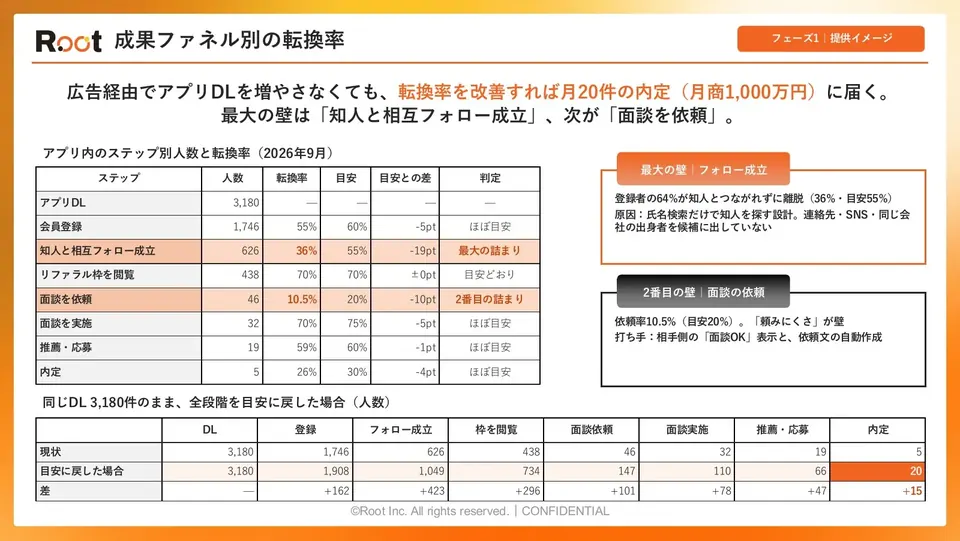 Root 成果ファネル別の転換率
フェーズ1｜提供イメージ
広告経由でアプリDLを増やさなくても、転換率を改善すれば月20件の内定（月商1,000万円）に届く。
最大の壁は「知人と相互フォロー成立」、次が「面談を依頼」。
アプリ内のステップ別人数と転換率（2026年9月）
ステップ 人数 転換率 目安 目安との差 判定
アプリDL 3,180 — — — —
会員登録 1,746 55% 60% -5pt ほぼ目安
知人と相互フォロー成立 626 36% 55% -19pt 最大の詰まり
リファラル枠を閲覧 438 70% 70% ±0pt 目安どおり
面談を依頼 46 10.5% 20% -10pt 2番目の詰まり
面談を実施 32 70% 75% -5pt ほぼ目安
推薦・応募 19 59% 60% -1pt ほぼ目安
内定 5 26% 30% -4pt ほぼ目安
最大の壁｜フォロー成立
登録者の64%が知人とつながれずに離脱（36%・目安55%）
原因：氏名検索だけで知人を探す設計。連絡先・SNS・同じ会
社の出身者を候補に出していない
2番目の壁｜面談の依頼
依頼率10.5%（目安20%）。「頼みにくさ」が壁
打ち手：相手側の「面談OK」表示と、依頼文の自動作成
同じDL 3,180件のまま、全段階を目安に戻した場合（人数）
DL 登録 フォロー成立 枠を閲覧 面談依頼 面談実施 推薦・応募 内定
現状 3,180 1,746 626 438 46 32 19 5
目安に戻した場合 3,180 1,908 1,049 734 147 110 66 20
差 — +162 +423 +296 +101 +78 +47 +15
©Root Inc. All rights reserved.｜CONFIDENTIAL